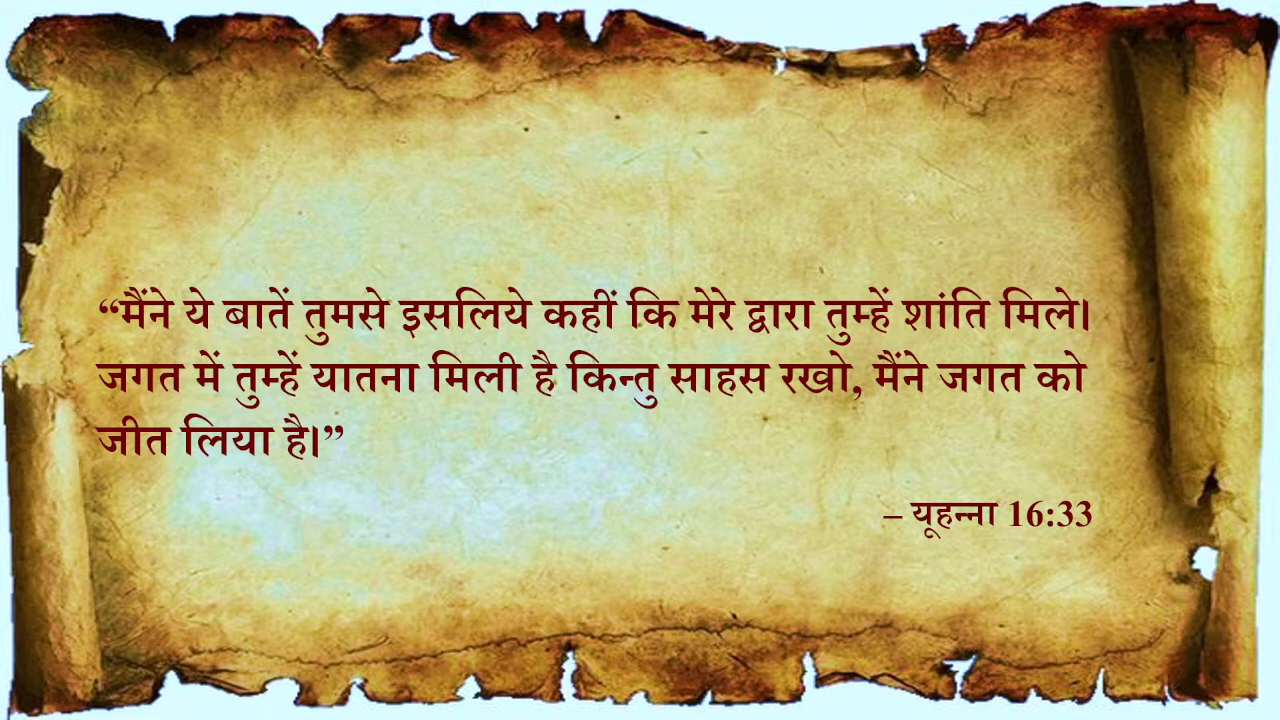 “मैंने ये बातें तुमसे इसलिये कहीं कि मेरे द्वारा तुम्हें शांति मिले।
जगत में तुम्हें यातना मिली है किन्तु साहस रखो, मैंने जगत को
जीत लिया है।”
– यूहन्ना 16:33